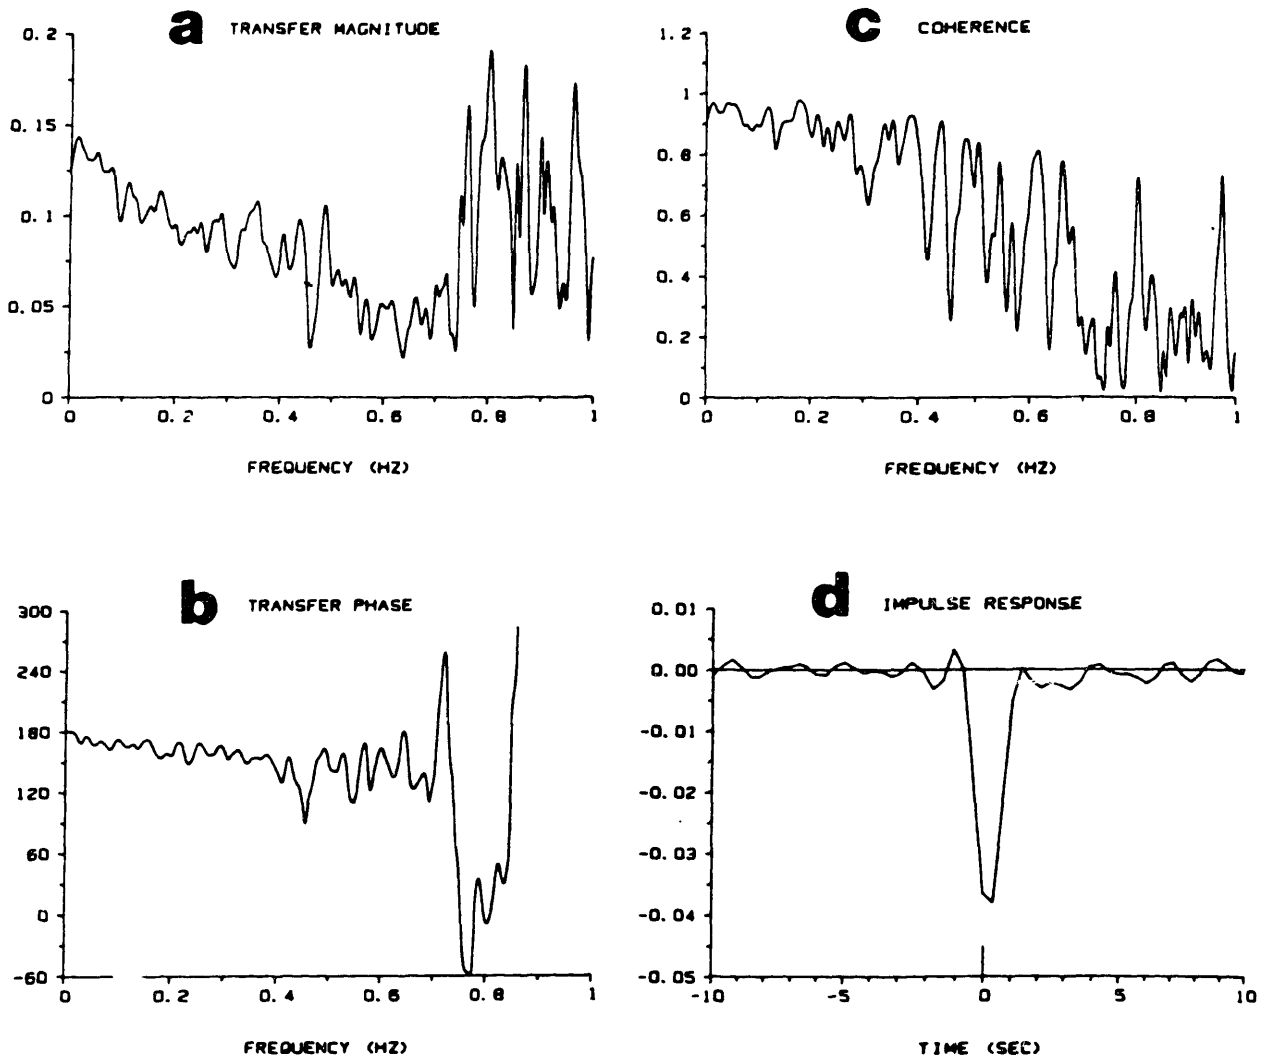 a TRANSFER MAGNITUDE
0.2
0.15
0.1
0.05
0
0 0.2 0.4 0.6 0.8 1
FREQUENCY (HZ)
c COHERENCE
1.2
1
0.8
0.6
0.4
0.2
0
0 0.2 0.4 0.6 0.8 1
FREQUENCY (HZ)
b TRANSFER PHASE
300
240
180
120
60
0
-60
0 0.2 0.4 0.6 0.8 1
FREQUENCY (HZ)
d IMPULSE RESPONSE
0.01
0.00
-0.01
-0.02
-0.03
-0.04
-0.05
-10 -5 0 5 10
TIME (SEC)